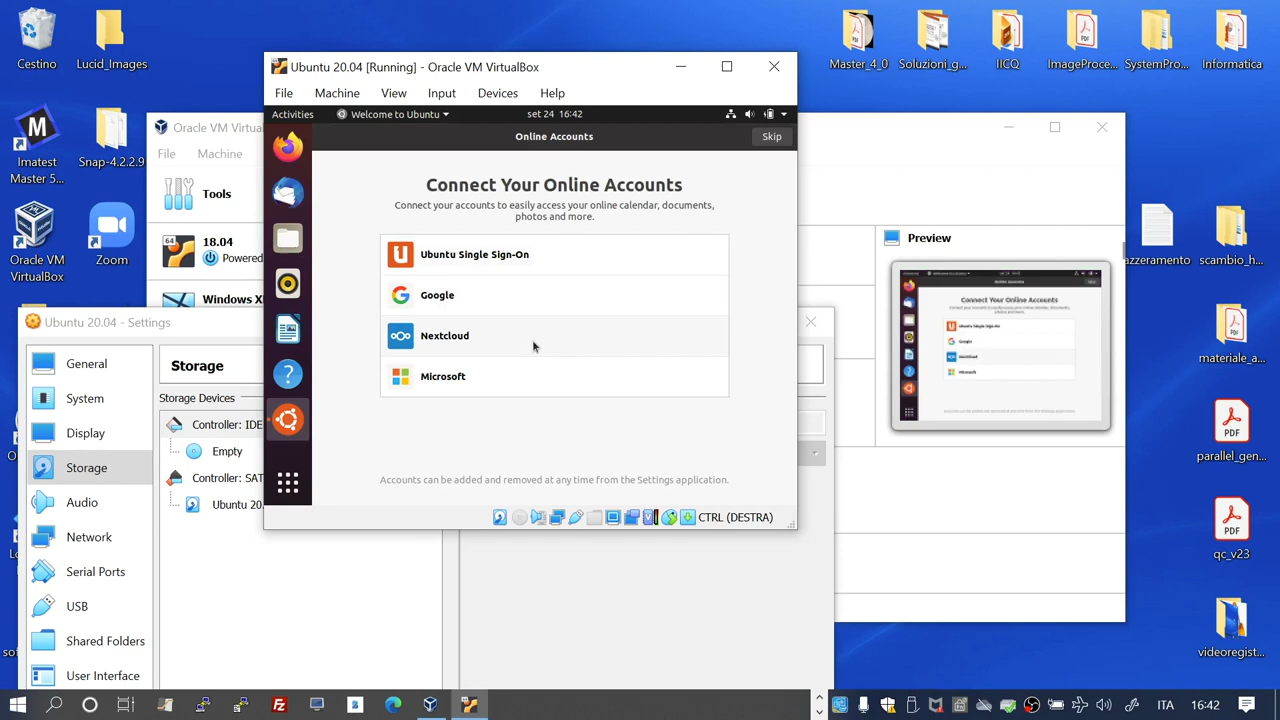 Cestino
Lucid_Images
Imatest
Master 5...
Snap-4.2.2.9...
Oracle VM
VirtualBox
Zoom
Master_4_0
Soluzioni_g...
IICQ
ImageProce...
SystemPro...
Informatica
scambio_h...
azzeramento
materiale_a...
parallel_gen...
qc_v23
videoregist...
Oracle VM Virtu
File
Machine
Tools
18.04
Powered
Windows X
Preview
Ubuntu 20.04 - Settings
General
System
Display
Storage
Audio
Network
Serial Ports
USB
Shared Folders
User Interface
Storage
Storage Devices
Controller: IDE
Empty
Controller: SAT
Ubuntu 20
Ubuntu 20.04 [Running] - Oracle VM VirtualBox
File
Machine
View
Input
Devices
Help
Activities
Welcome to Ubuntu
set 24 16:42
Online Accounts
Skip
Connect Your Online Accounts
Connect your accounts to easily access your online calendar, documents,
photos and more.
Ubuntu Single Sign-On
Google
Nextcloud
Microsoft
Accounts can be added and removed at any time from the Settings application.
CTRL (DESTRA)
ITA
16:42